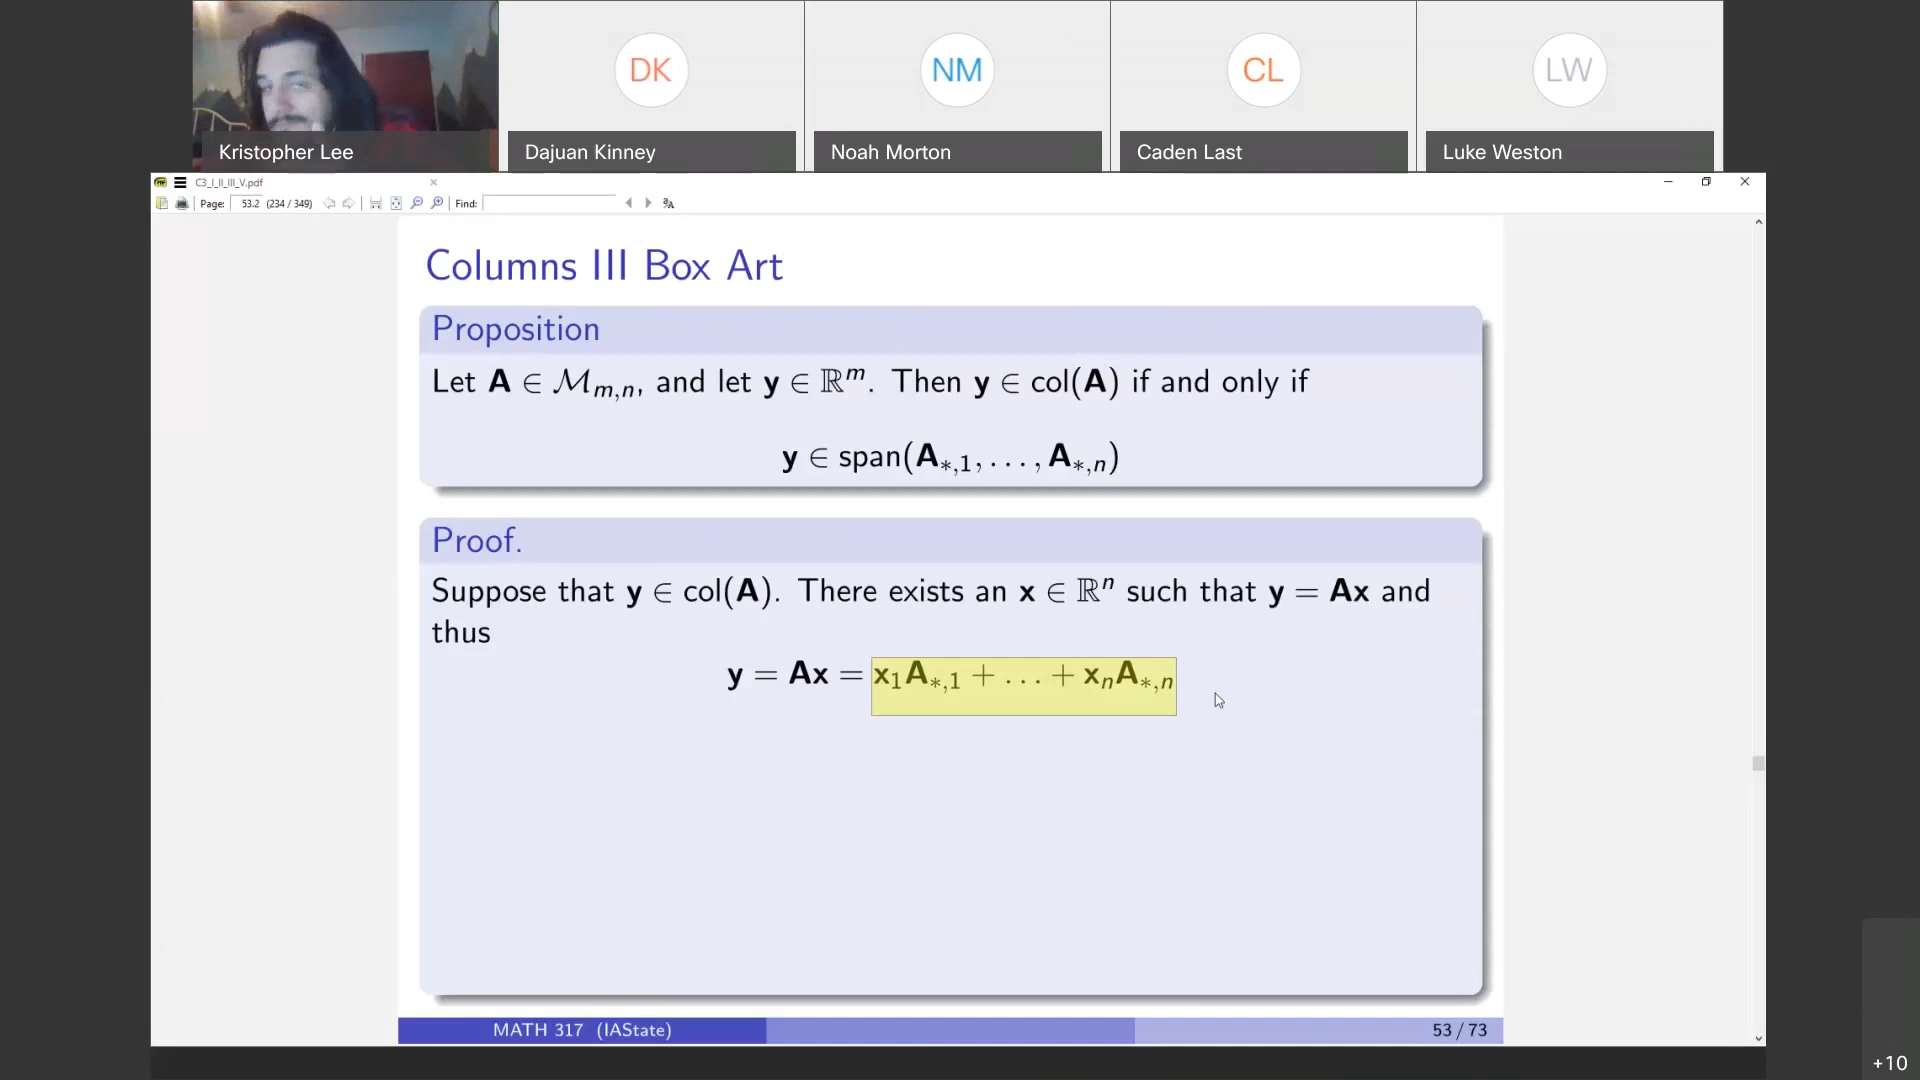 DK
NM
CL
LW
Kristopher Lee
Dajuan Kinney
Noah Morton
Caden Last
Luke Weston
C3_I_II_III_V.pdf
Page: 53.2 (234 / 349) Find:
Columns III Box Art
Proposition
Let A ∈ ℳₘ,ₙ, and let y ∈ ℝᵐ. Then y ∈ col(A) if and only if
y ∈ span(A∗,₁, . . . , A∗,ₙ)
Proof.
Suppose that y ∈ col(A). There exists an x ∈ ℝⁿ such that y = Ax and
thus
y = Ax = x₁A∗,₁ + . . . + xₙA∗,ₙ
MATH 317 (IAState) 53 / 73
+10